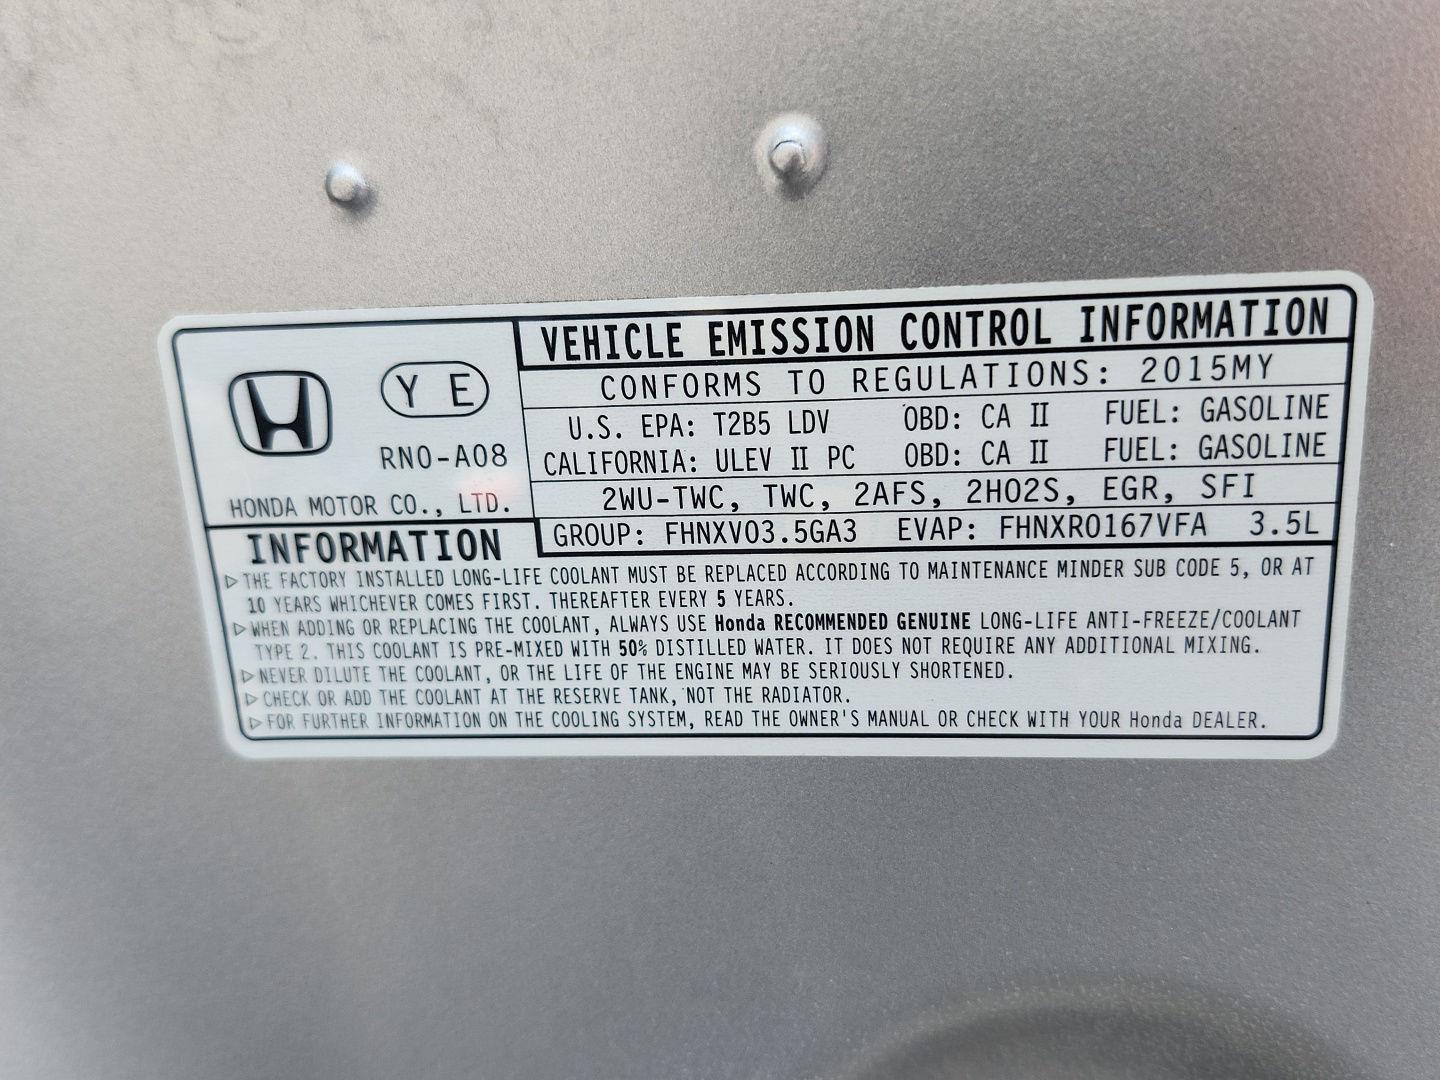 VEHICLE EMISSION CONTROL INFORMATION
CONFORMS TO REGULATIONS: 2015MY
U.S. EPA: T2B5 LDV OBD: CA II FUEL: GASOLINE
CALIFORNIA: ULEV II PC OBD: CA II FUEL: GASOLINE
2WU-TWC, TWC, 2AFS, 2HO2S, EGR, SFI
GROUP: FHNXV03.5GA3 EVAP: FHNXR0167VFA 3.5L
Y E
RN0-A08
HONDA MOTOR CO., LTD.
INFORMATION
▷THE FACTORY INSTALLED LONG-LIFE COOLANT MUST BE REPLACED ACCORDING TO MAINTENANCE MINDER SUB CODE 5, OR AT
10 YEARS WHICHEVER COMES FIRST. THEREAFTER EVERY 5 YEARS.
▷WHEN ADDING OR REPLACING THE COOLANT, ALWAYS USE Honda RECOMMENDED GENUINE LONG-LIFE ANTI-FREEZE/COOLANT
TYPE 2. THIS COOLANT IS PRE-MIXED WITH 50% DISTILLED WATER. IT DOES NOT REQUIRE ANY ADDITIONAL MIXING.
▷NEVER DILUTE THE COOLANT, OR THE LIFE OF THE ENGINE MAY BE SERIOUSLY SHORTENED.
▷CHECK OR ADD THE COOLANT AT THE RESERVE TANK, NOT THE RADIATOR.
▷FOR FURTHER INFORMATION ON THE COOLING SYSTEM, READ THE OWNER'S MANUAL OR CHECK WITH YOUR Honda DEALER.